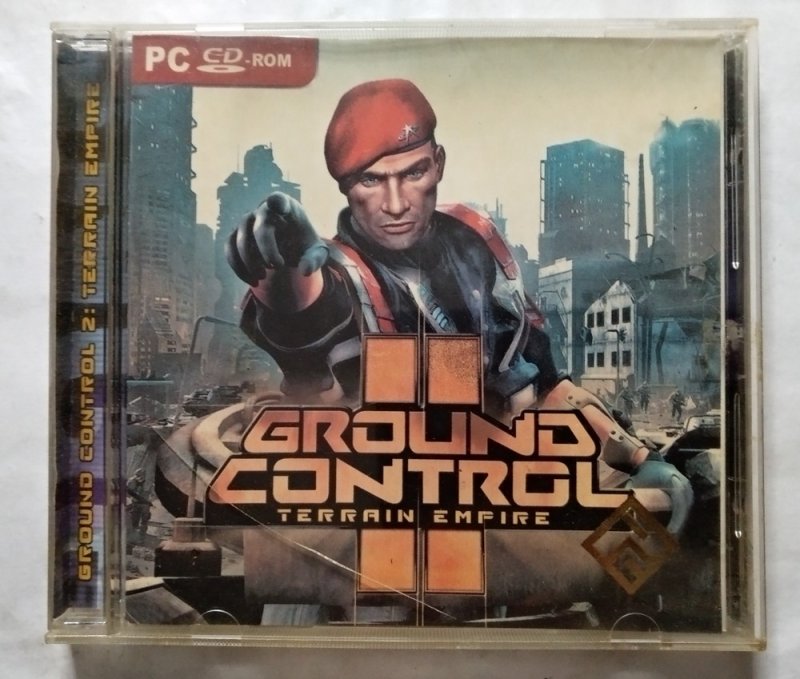 PC CD-ROM
GROUND CONTROL 2: TERRAIN EMPIRE
GROUND
CONTROL
TERRAIN EMPIRE